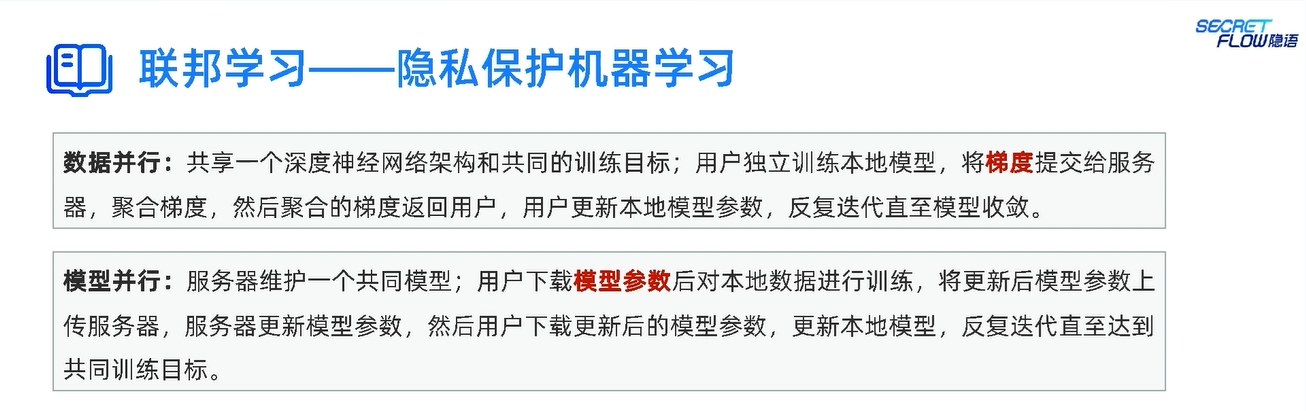 SECRET
FLOW隐语
联邦学习——隐私保护机器学习
数据并行：共享一个深度神经网络架构和共同的训练目标；用户独立训练本地模型，将梯度提交给服务
器，聚合梯度，然后聚合的梯度返回用户，用户更新本地模型参数，反复迭代直至模型收敛。
模型并行：服务器维护一个共同模型；用户下载模型参数后对本地数据进行训练，将更新后模型参数上
传服务器，服务器更新模型参数，然后用户下载更新后的模型参数，更新本地模型，反复迭代直至达到
共同训练目标。